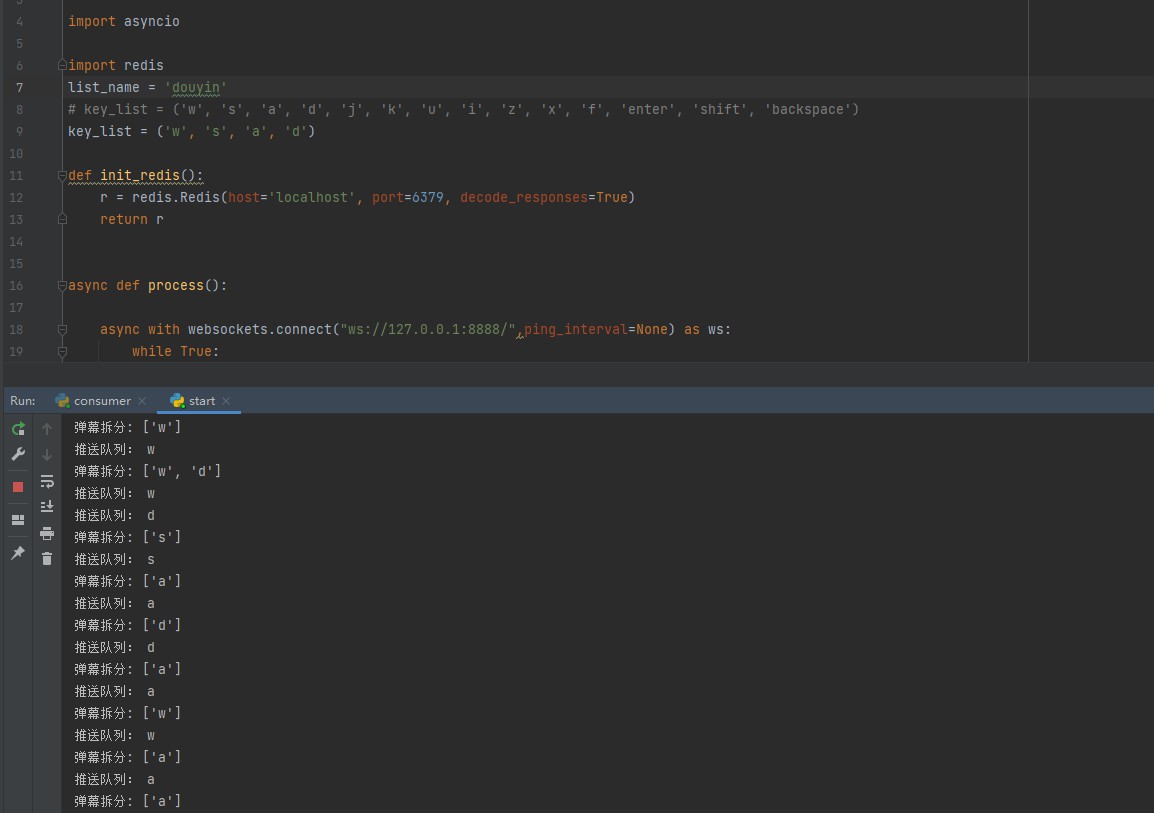 4 import asyncio
5
6 import redis
7 list_name = 'douyin'
8 # key_list = ('w', 's', 'a', 'd', 'j', 'k', 'u', 'i', 'z', 'x', 'f', 'enter', 'shift', 'backspace')
9 key_list = ('w', 's', 'a', 'd')
10
11 def init_redis():
12 r = redis.Redis(host='localhost', port=6379, decode_responses=True)
13 return r
14
15
16 async def process():
17
18 async with websockets.connect("ws://127.0.0.1:8888/",ping_interval=None) as ws:
19 while True:
Run: consumer start
弹幕拆分: ['w']
推送队列: w
弹幕拆分: ['w', 'd']
推送队列: w
推送队列: d
弹幕拆分: ['s']
推送队列: s
弹幕拆分: ['a']
推送队列: a
弹幕拆分: ['d']
推送队列: d
弹幕拆分: ['a']
推送队列: a
弹幕拆分: ['w']
推送队列: w
弹幕拆分: ['a']
推送队列: a
弹幕拆分: ['a']